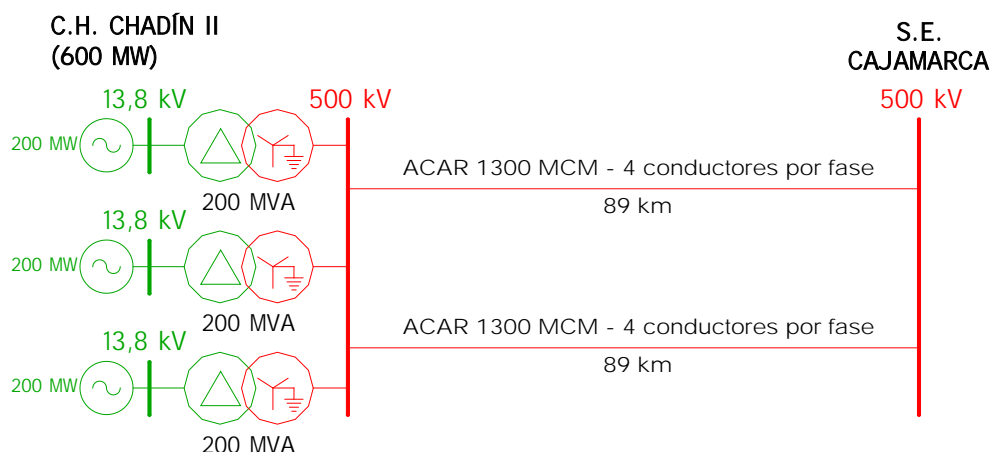 C.H. CHADÍN II
(600 MW)
S.E.
CAJAMARCA
13,8 kV
500 kV
500 kV
200 MW
200 MVA
ACAR 1300 MCM - 4 conductores por fase
89 km
13,8 kV
200 MW
200 MVA
ACAR 1300 MCM - 4 conductores por fase
89 km
13,8 kV
200 MW
200 MVA